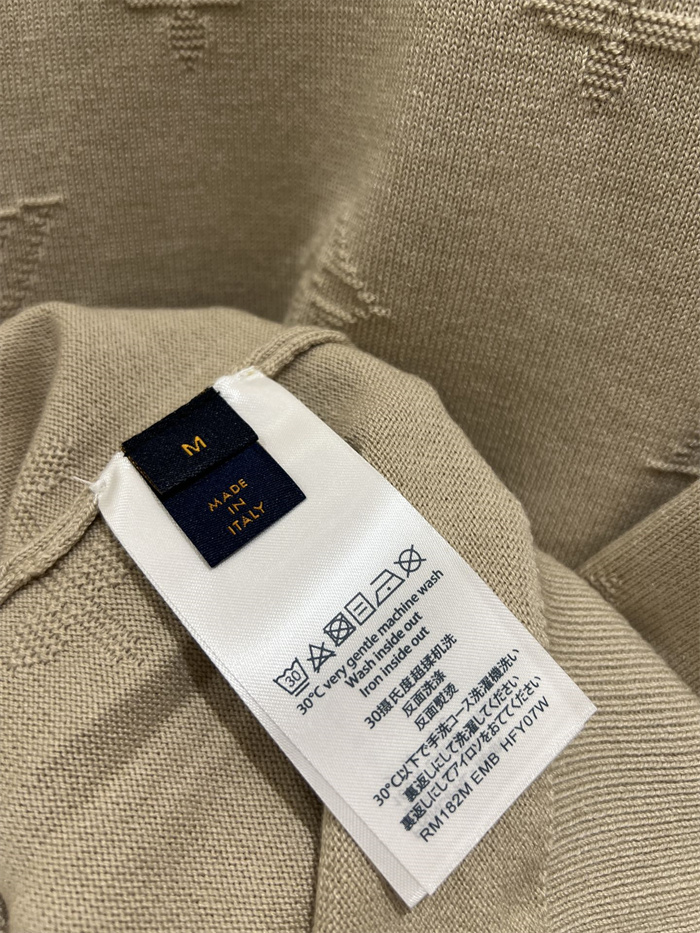 M
MADE
IN
ITALY
30
30°C very gentle machine wash
Wash inside out
Iron inside out
30摄氏度超揉机洗
反面洗涤
反面熨烫
30°C以下で手洗コース洗濯機洗い
裏返しにして洗濯してください
裏返しにしてアイロンをおてください
RM182M EMB HFY07W